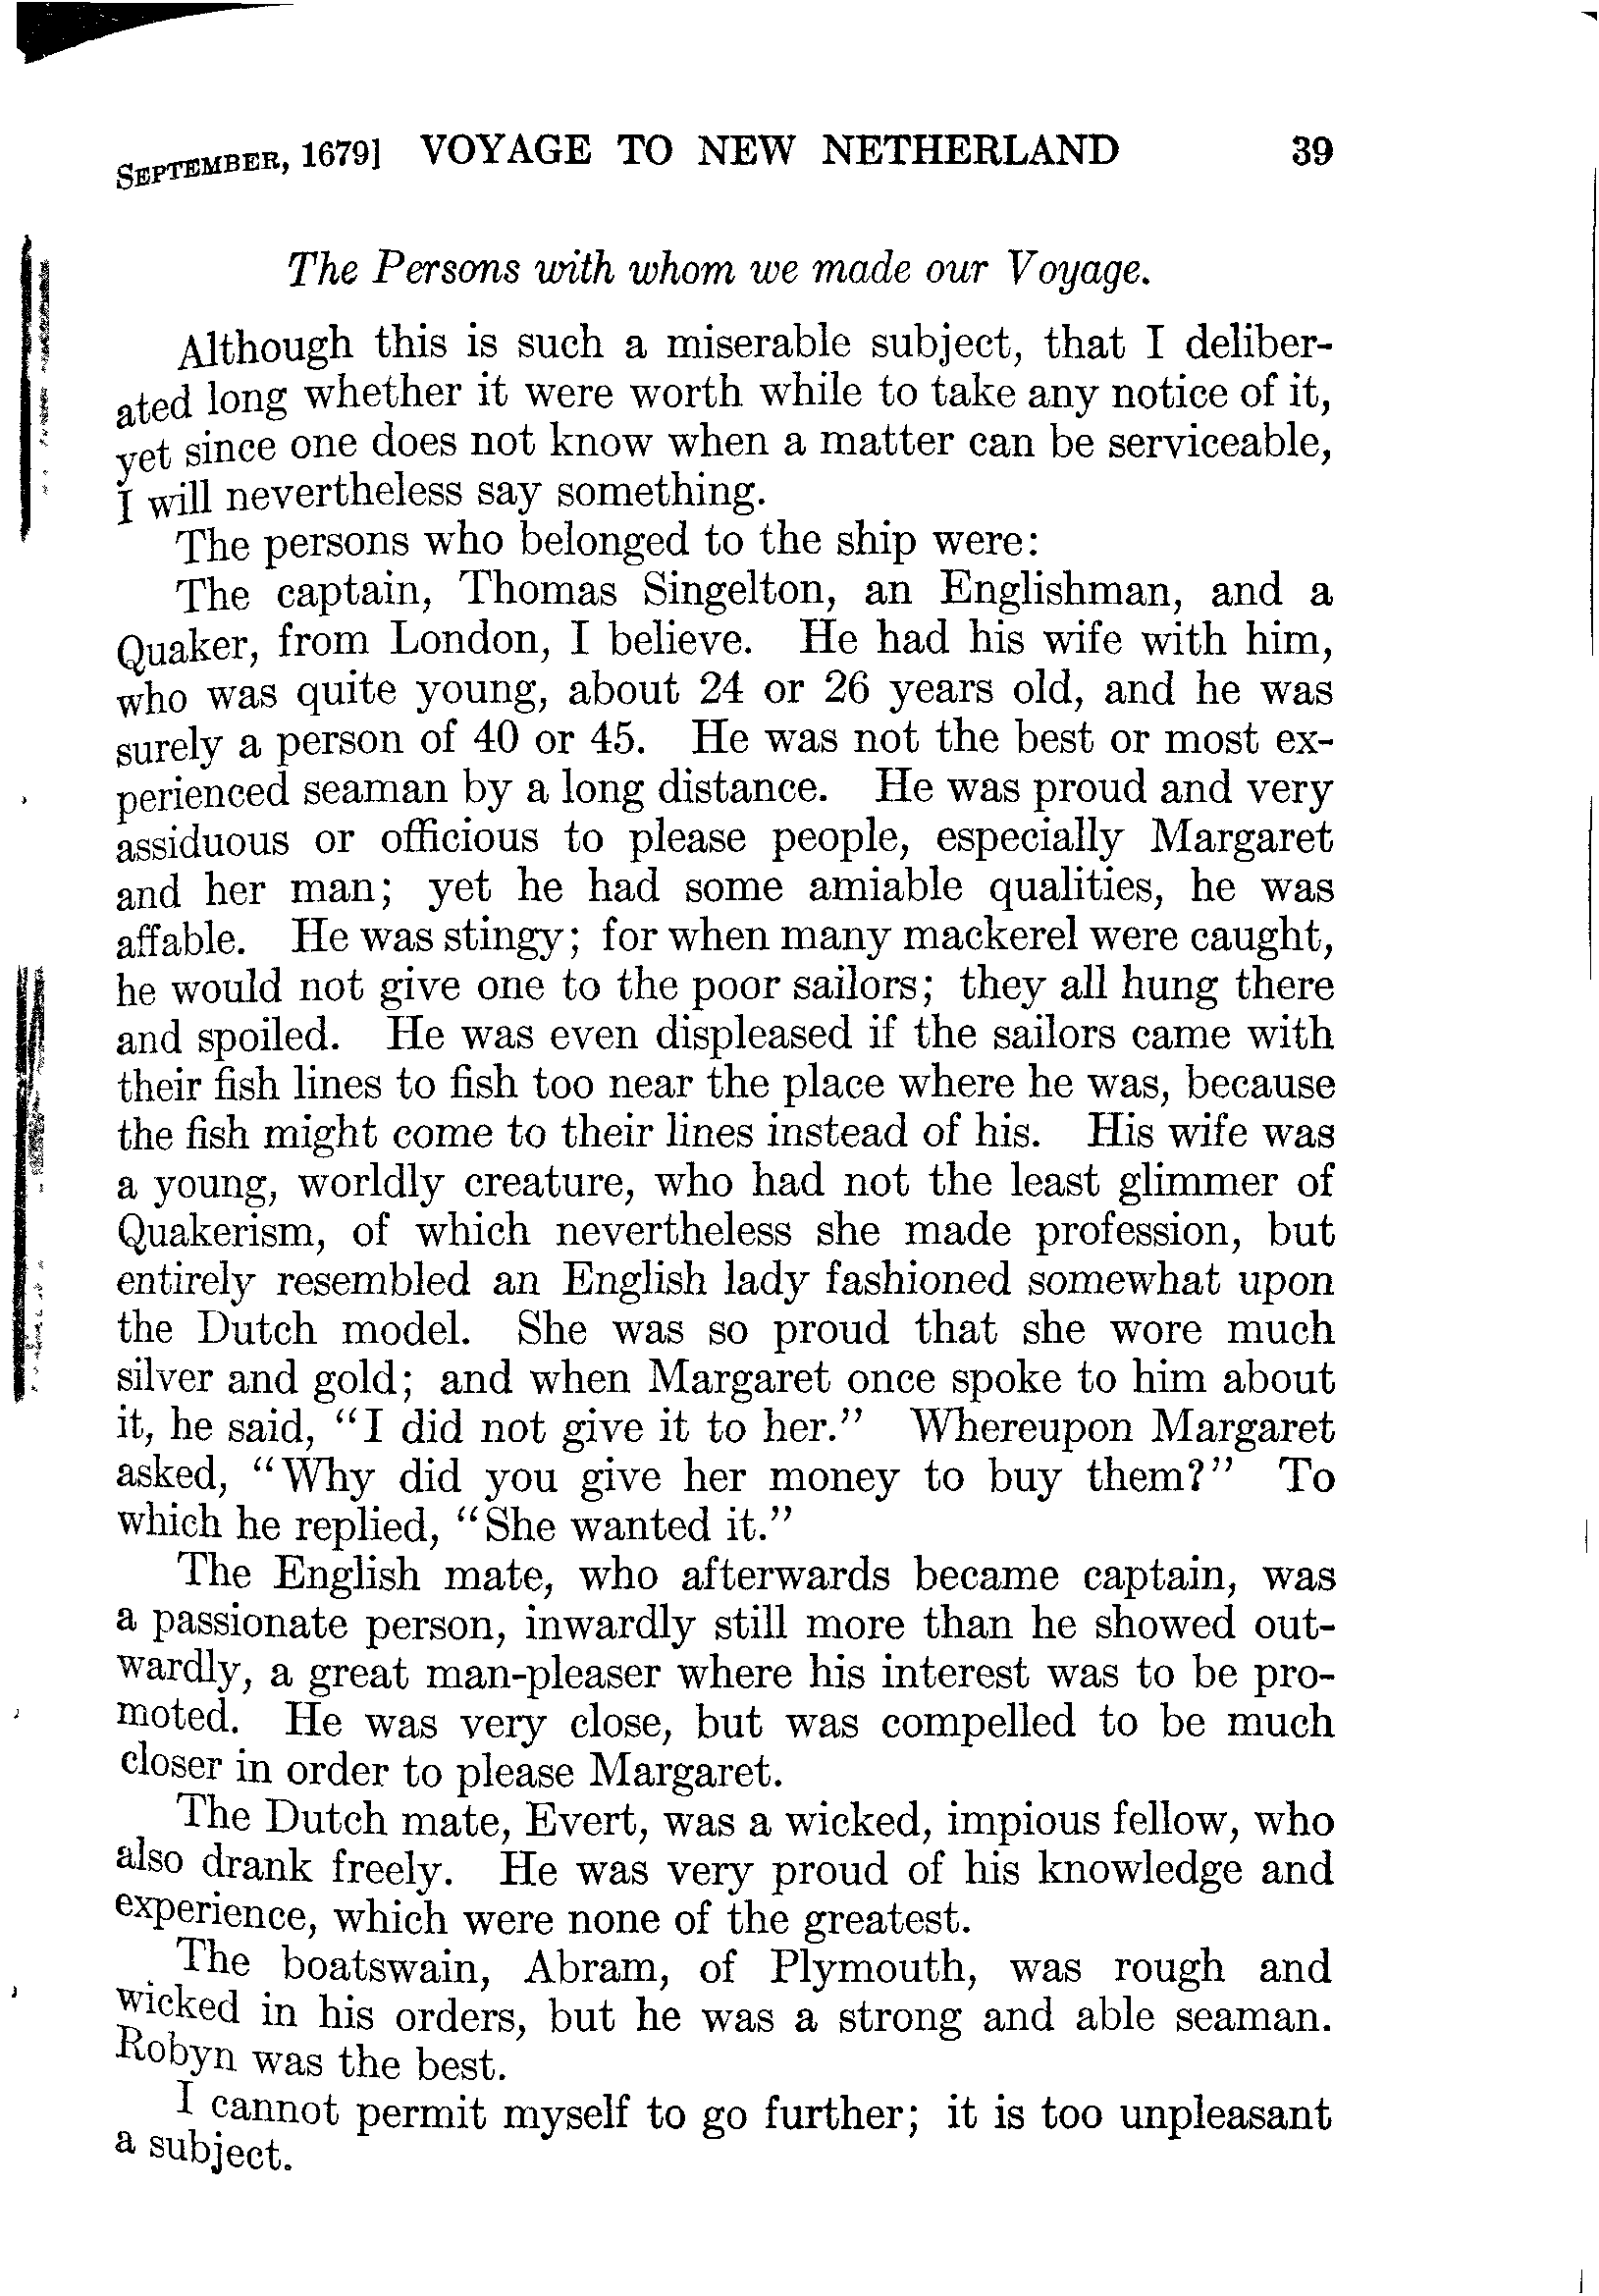 SEPTEMBER, 1679] VOYAGE TO NEW NETHERLAND 39
The Persons with whom we made our Voyage.
Although this is such a miserable subject, that I deliber-
ated long whether it were worth while to take any notice of it,
yet since one does not know when a matter can be serviceable,
I will nevertheless say something.
The persons who belonged to the ship were:
The captain, Thomas Singelton, an Englishman, and a
Quaker, from London, I believe. He had his wife with him,
who was quite young, about 24 or 26 years old, and he was
surely a person of 40 or 45. He was not the best or most ex-
perienced seaman by a long distance. He was proud and very
assiduous or officious to please people, especially Margaret
and her man; yet he had some amiable qualities, he was
affable. He was stingy; for when many mackerel were caught,
he would not give one to the poor sailors; they all hung there
and spoiled. He was even displeased if the sailors came with
their fish lines to fish too near the place where he was, because
the fish might come to their lines instead of his. His wife was
a young, worldly creature, who had not the least glimmer of
Quakerism, of which nevertheless she made profession, but
entirely resembled an English lady fashioned somewhat upon
the Dutch model. She was so proud that she wore much
silver and gold; and when Margaret once spoke to him about
it, he said, "I did not give it to her." Whereupon Margaret
asked, "Why did you give her money to buy them?" To
which he replied, "She wanted it."
The English mate, who afterwards became captain, was
a passionate person, inwardly still more than he showed out-
wardly, a great man-pleaser where his interest was to be pro-
moted. He was very close, but was compelled to be much
closer in order to please Margaret.
The Dutch mate, Evert, was a wicked, impious fellow, who
also drank freely. He was very proud of his knowledge and
experience, which were none of the greatest.
The boatswain, Abram, of Plymouth, was rough and
wicked in his orders, but he was a strong and able seaman.
Robyn was the best.
I cannot permit myself to go further; it is too unpleasant
a subject.